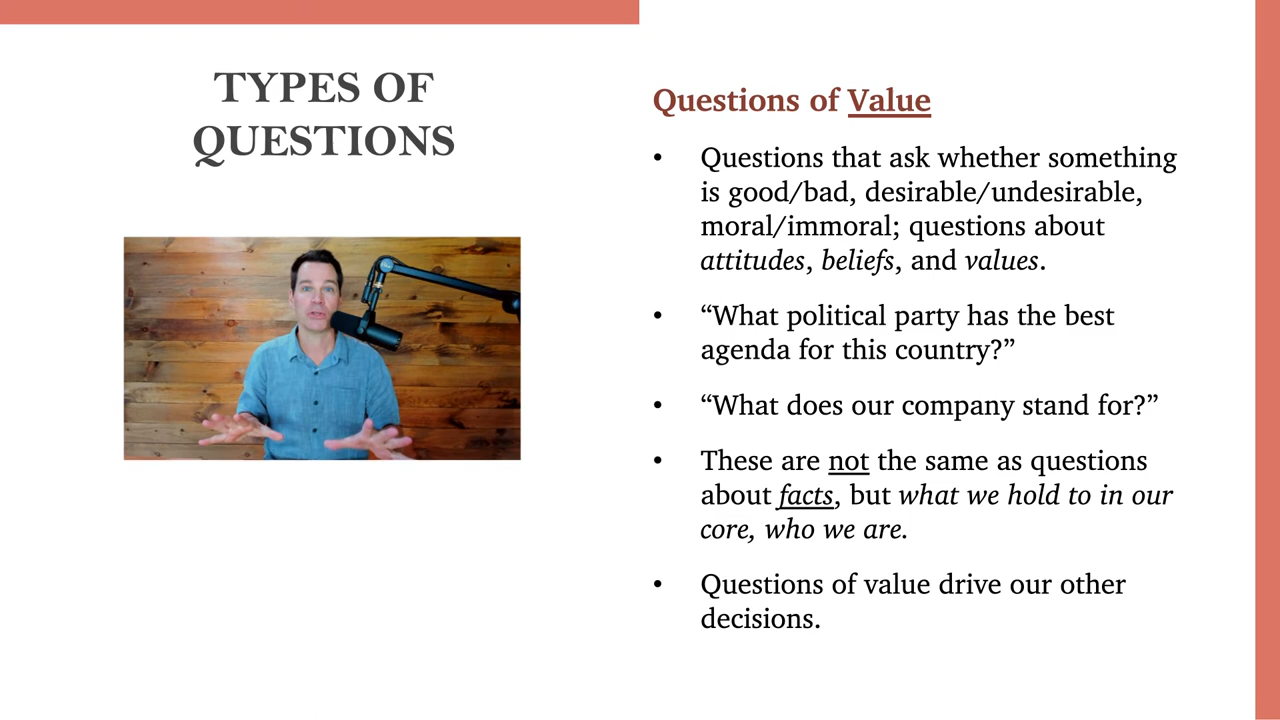 TYPES OF
QUESTIONS
Questions of Value
• Questions that ask whether something
is good/bad, desirable/undesirable,
moral/immoral; questions about
attitudes, beliefs, and values.
• “What political party has the best
agenda for this country?”
• “What does our company stand for?”
• These are not the same as questions
about facts, but what we hold to in our
core, who we are.
• Questions of value drive our other
decisions.